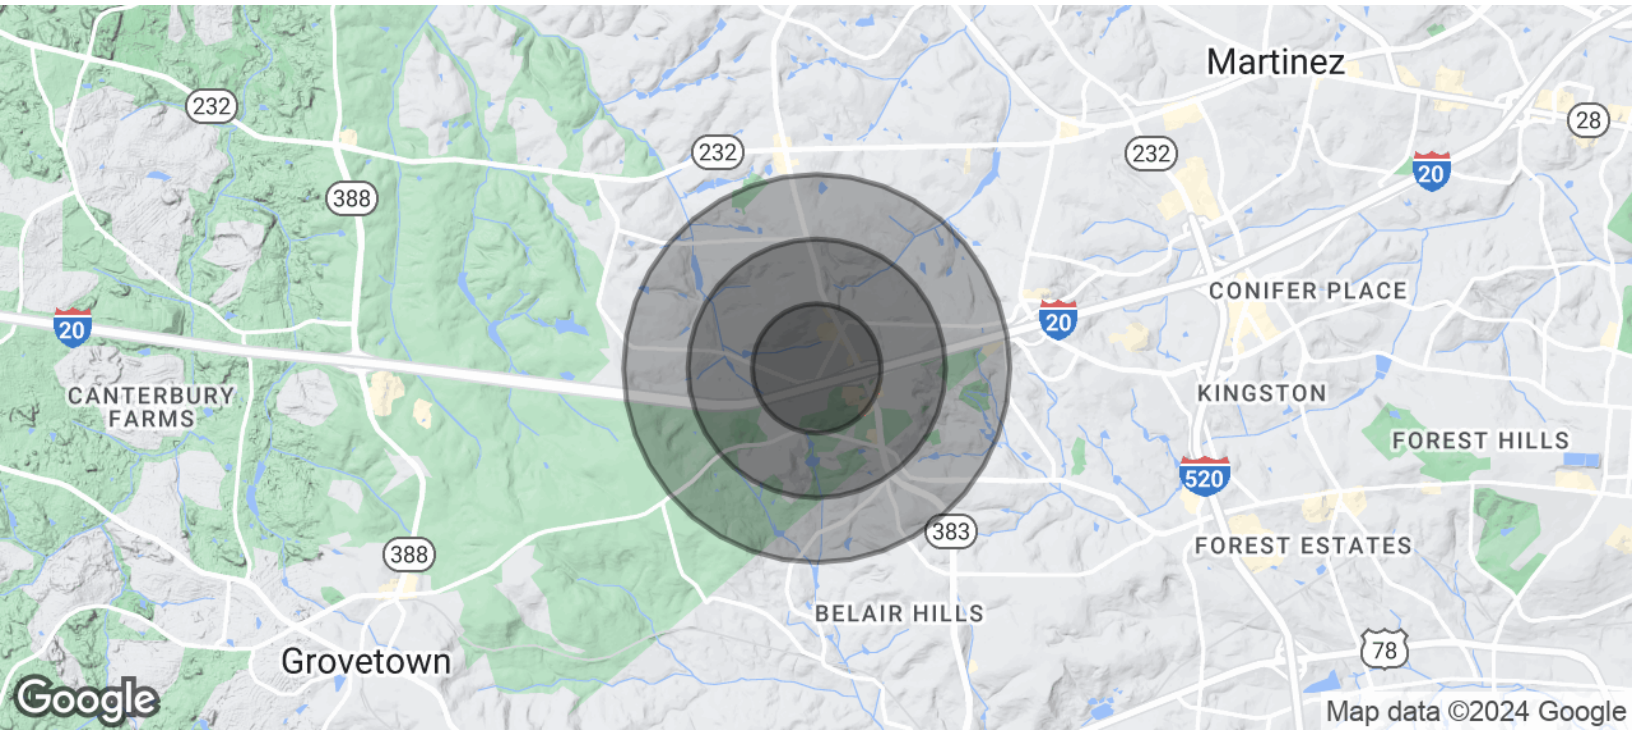 Martinez
232
28
232
232
20
388
CONIFER PLACE
20
20
CANTERBURY
FARMS
KINGSTON
FOREST HILLS
520
383
FOREST ESTATES
388
BELAIR HILLS
78
Grovetown
Google
Map data ©2024 Google